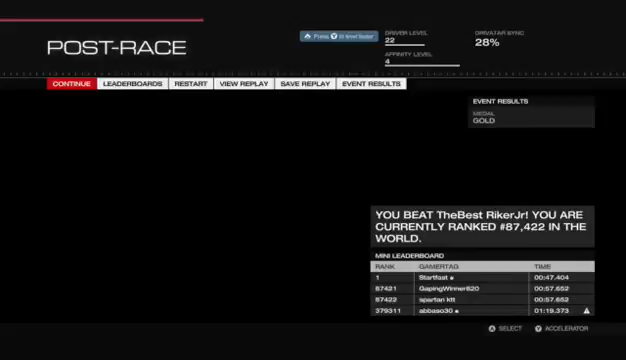 POST-RACE
Press Y to level faster
DRIVER LEVEL
22
AFFINITY LEVEL
4
DRIVATAR SYNC
28%
CONTINUE LEADERBOARDS RESTART VIEW REPLAY SAVE REPLAY EVENT RESULTS
EVENT RESULTS
MEDAL
GOLD
YOU BEAT TheBest RikerJr! YOU ARE
CURRENTLY RANKED #87,422 IN THE
WORLD.
MINI LEADERBOARD
RANK GAMERTAG TIME
1 Startfast 00:47.404
87421 GapingWinner620 00:57.652
87422 spartan ktt 00:57.652
379311 abbaso30 01:19.373
A SELECT Y ACCELERATOR